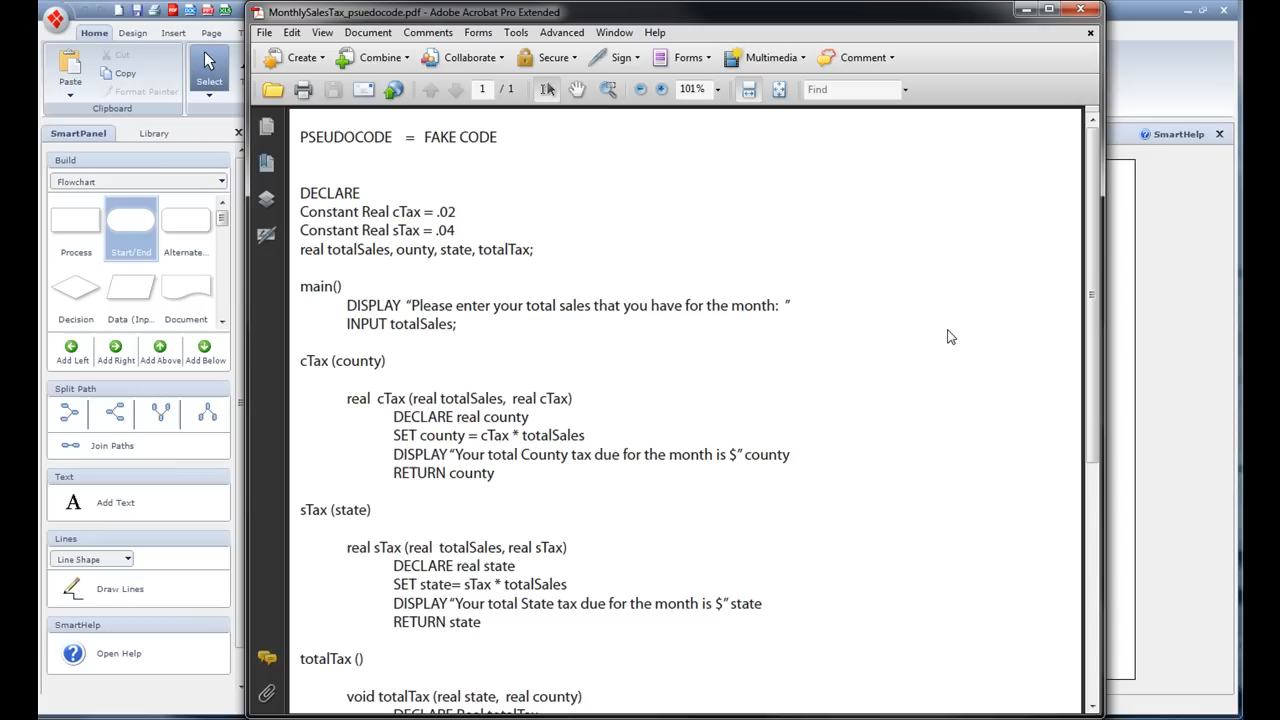 MonthlySalesTax_psuedocode.pdf - Adobe Acrobat Pro Extended
Home Design Insert Page
File Edit View Document Comments Forms Tools Advanced Window Help
Paste
Cut
Copy
Format Painter
Select
Clipboard
Create Combine Collaborate Secure Sign Forms Multimedia Comment
1 / 1 101% Find
SmartPanel Library
SmartHelp
Build
Flowchart
Process Start/End Alternate...
Decision Data (Inp... Document
Add Left Add Right Add Above Add Below
Split Path
Join Paths
Text
A Add Text
Lines
Line Shape
Draw Lines
SmartHelp
Open Help
PSEUDOCODE = FAKE CODE
DECLARE
Constant Real cTax = .02
Constant Real sTax = .04
real totalSales, ounty, state, totalTax;
main()
DISPLAY "Please enter your total sales that you have for the month: "
INPUT totalSales;
cTax (county)
real cTax (real totalSales, real cTax)
DECLARE real county
SET county = cTax * totalSales
DISPLAY "Your total County tax due for the month is $" county
RETURN county
sTax (state)
real sTax (real totalSales, real sTax)
DECLARE real state
SET state= sTax * totalSales
DISPLAY "Your total State tax due for the month is $" state
RETURN state
totalTax ()
void totalTax (real state, real county)
DECLARE Real totalTax